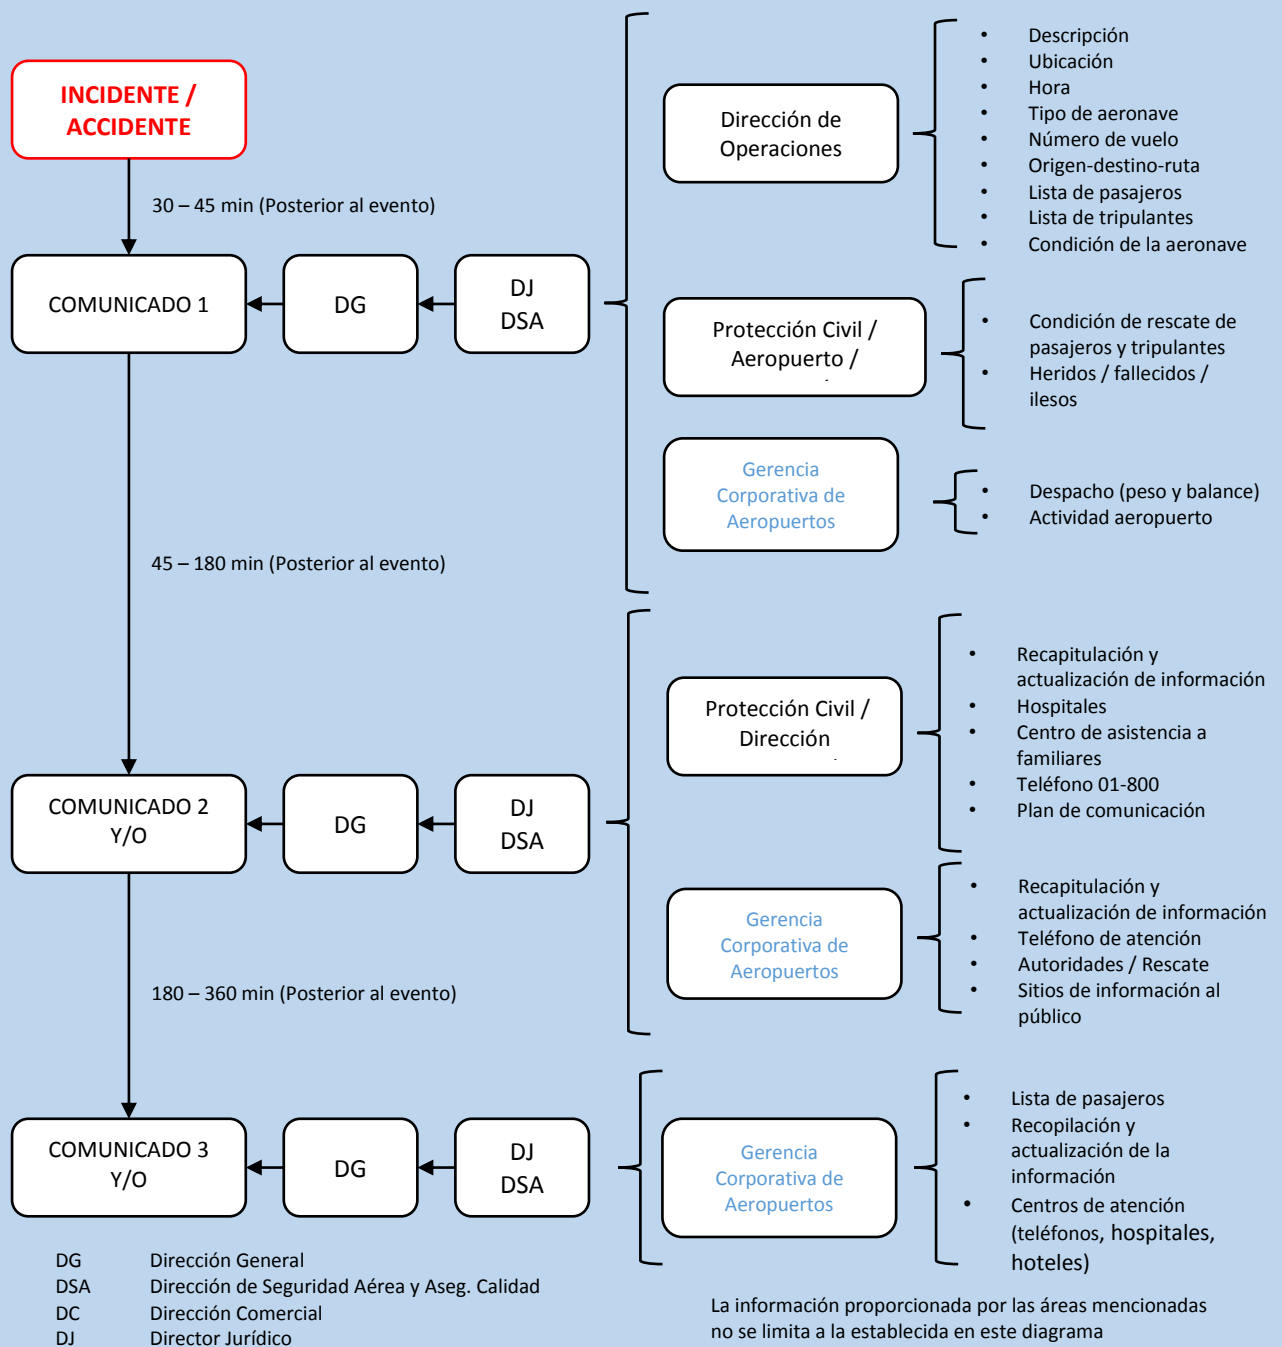 INCIDENTE /
ACCIDENTE
30 – 45 min (Posterior al evento)
COMUNICADO 1
DG
DJ
DSA
Dirección de
Operaciones
• Descripción
• Ubicación
• Hora
• Tipo de aeronave
• Número de vuelo
• Origen-destino-ruta
• Lista de pasajeros
• Lista de tripulantes
• Condición de la aeronave
Protección Civil /
Aeropuerto /
• Condición de rescate de
pasajeros y tripulantes
• Heridos / fallecidos /
ilesos
Gerencia
Corporativa de
Aeropuertos
• Despacho (peso y balance)
• Actividad aeropuerto
45 – 180 min (Posterior al evento)
COMUNICADO 2
Y/O
DG
DJ
DSA
Protección Civil /
Dirección
• Recapitulación y
actualización de información
• Hospitales
• Centro de asistencia a
familiares
• Teléfono 01-800
• Plan de comunicación
Gerencia
Corporativa de
Aeropuertos
• Recapitulación y
actualización de información
• Teléfono de atención
• Autoridades / Rescate
• Sitios de información al
público
180 – 360 min (Posterior al evento)
COMUNICADO 3
Y/O
DG
DJ
DSA
Gerencia
Corporativa de
Aeropuertos
• Lista de pasajeros
• Recopilación y
actualización de la
información
• Centros de atención
(teléfonos, hospitales,
hoteles)
DG Dirección General
DSA Dirección de Seguridad Aérea y Aseg. Calidad
DC Dirección Comercial
DJ Director Jurídico
La información proporcionada por las áreas mencionadas
no se limita a la establecida en este diagrama